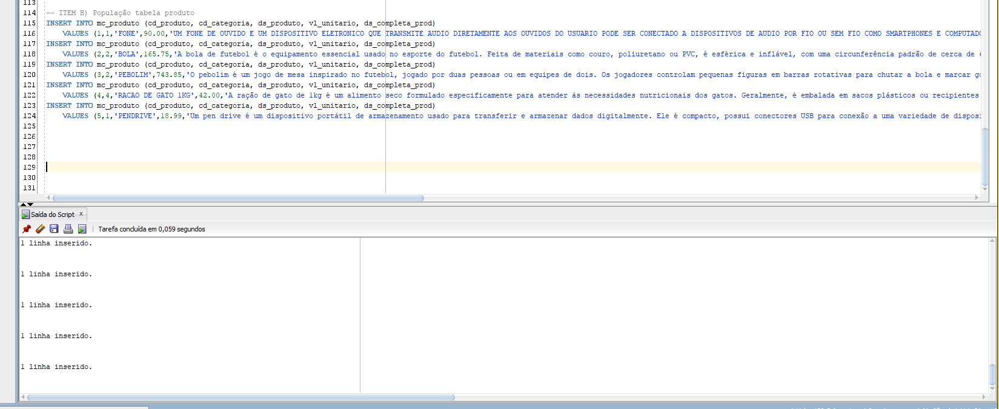 113
114 -- ITEM H) População tabela produto
115 INSERT INTO mc_produto (cd_produto, cd_categoria, ds_produto, vl_unitario, ds_completa_prod)
116 VALUES (1,1,'FONE',90.00,'UM FONE DE OUVIDO E UM DISPOSITIVO ELETRONICO QUE TRANSMITE AUDIO DIRETAMENTE AOS OUVIDOS DO USUARIO PODE SER CONECTADO A DISPOSITIVOS DE AUDIO POR FIO OU SEM FIO COMO SMARTPHONES E COMPUTADO
117 INSERT INTO mc_produto (cd_produto, cd_categoria, ds_produto, vl_unitario, ds_completa_prod)
118 VALUES (2,2,'BOLA',165.75,'A bola de futebol é o equipamento essencial usado no esporte do futebol. Feita de materiais como couro, poliuretano ou PVC, é esférica e inflável, com uma circunferência padrão de cerca de
119 INSERT INTO mc_produto (cd_produto, cd_categoria, ds_produto, vl_unitario, ds_completa_prod)
120 VALUES (3,2,'PEBOLIM',743.85,'O pebolim é um jogo de mesa inspirado no futebol, jogado por duas pessoas ou em equipes de dois. Os jogadores controlam pequenas figuras em barras rotativas para chutar a bola e marcar go
121 INSERT INTO mc_produto (cd_produto, cd_categoria, ds_produto, vl_unitario, ds_completa_prod)
122 VALUES (4,4,'RACAO DE GATO 1KG',42.00,'A ração de gato de 1kg é um alimento seco formulado especificamente para atender às necessidades nutricionais dos gatos. Geralmente, é embalada em sacos plásticos ou recipientes
123 INSERT INTO mc_produto (cd_produto, cd_categoria, ds_produto, vl_unitario, ds_completa_prod)
124 VALUES (5,1,'PENDRIVE',18.99,'Um pen drive é um dispositivo portátil de armazenamento usado para transferir e armazenar dados digitalmente. Ele é compacto, possui conectores USB para conexão a uma variedade de disposi
125
126
127
128
129
130
131
Saída do Script x
Tarefa concluída em 0,059 segundos
1 linha inserido.
1 linha inserido.
1 linha inserido.
1 linha inserido.
1 linha inserido.